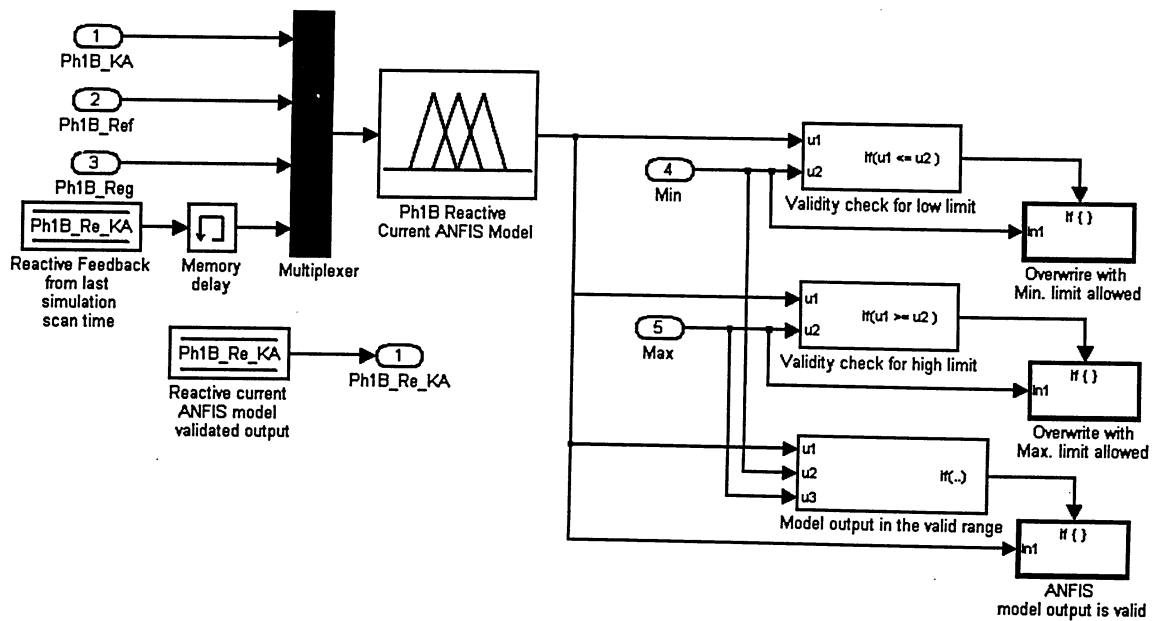 1
Ph1B_KA
2
Ph1B_Ref
3
Ph1B_Reg
Ph1B_Re_KA
Reactive Feedback
from last
simulation
scan time
Memory
delay
Multiplexer
Ph1B Reactive
Current ANFIS Model
Ph1B_Re_KA
Reactive current
ANFIS model
validated output
1
Ph1B_Re_KA
4
Min
u1
u2
If(u1 <= u2 )
Validity check for low limit
If { }
In1
Overwrire with
Min. limit allowed
5
Max
u1
u2
If(u1 >= u2 )
Validity check for high limit
If { }
In1
Overwrite with
Max. limit allowed
u1
u2
u3
If(..)
Model output in the valid range
If { }
In1
ANFIS
model output is valid